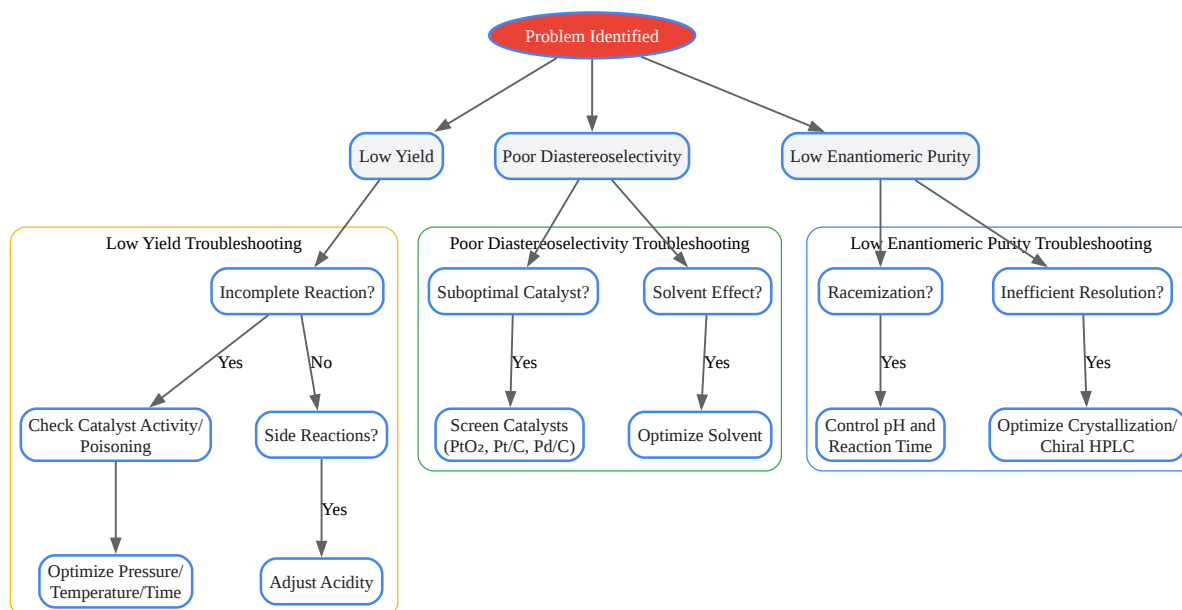 Problem Identified
Low Yield
Poor Diastereoselectivity
Low Enantiomeric Purity
Low Yield Troubleshooting
Poor Diastereoselectivity Troubleshooting
Low Enantiomeric Purity Troubleshooting
Incomplete Reaction?
Suboptimal Catalyst?
Solvent Effect?
Racemization?
Inefficient Resolution?
Yes
No
Yes
Yes
Yes
Yes
Check Catalyst Activity/
Poisoning
Side Reactions?
Screen Catalysts
(PtO₂, Pt/C, Pd/C)
Optimize Solvent
Control pH and
Reaction Time
Optimize Crystallization/
Chiral HPLC
Yes
Optimize Pressure/
Temperature/Time
Adjust Acidity